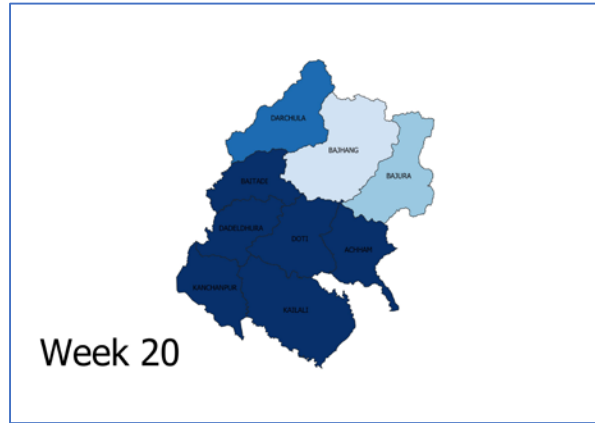 DARCHULA
BAJHANG
BAJURA
BAITADI
DADELDHURA
DOTI
ACHHAM
KANCHANPUR
KAILALI
Week 20